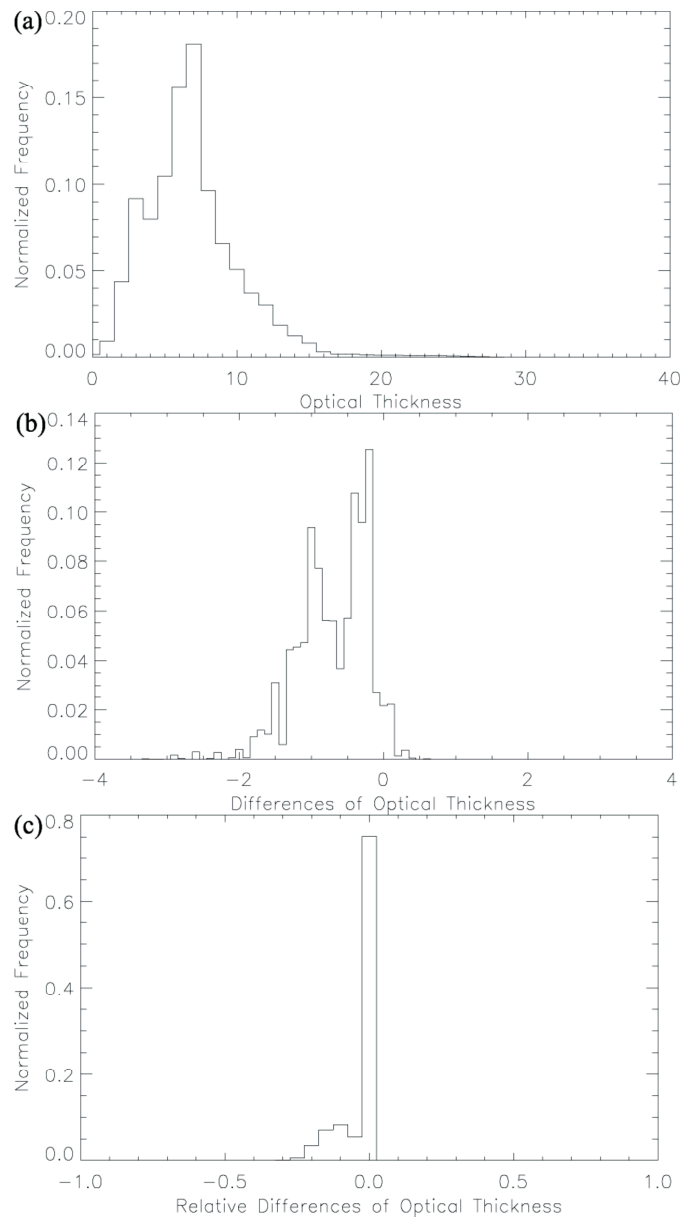 (a)
0.20
0.15
0.10
0.05
0.00
Normalized Frequency
0 10 20 30 40
Optical Thickness
(b)
0.14
0.12
0.10
0.08
0.06
0.04
0.02
0.00
Normalized Frequency
−4 −2 0 2 4
Differences of Optical Thickness
(c)
0.8
0.6
0.4
0.2
0.0
Normalized Frequency
−1.0 −0.5 0.0 0.5 1.0
Relative Differences of Optical Thickness